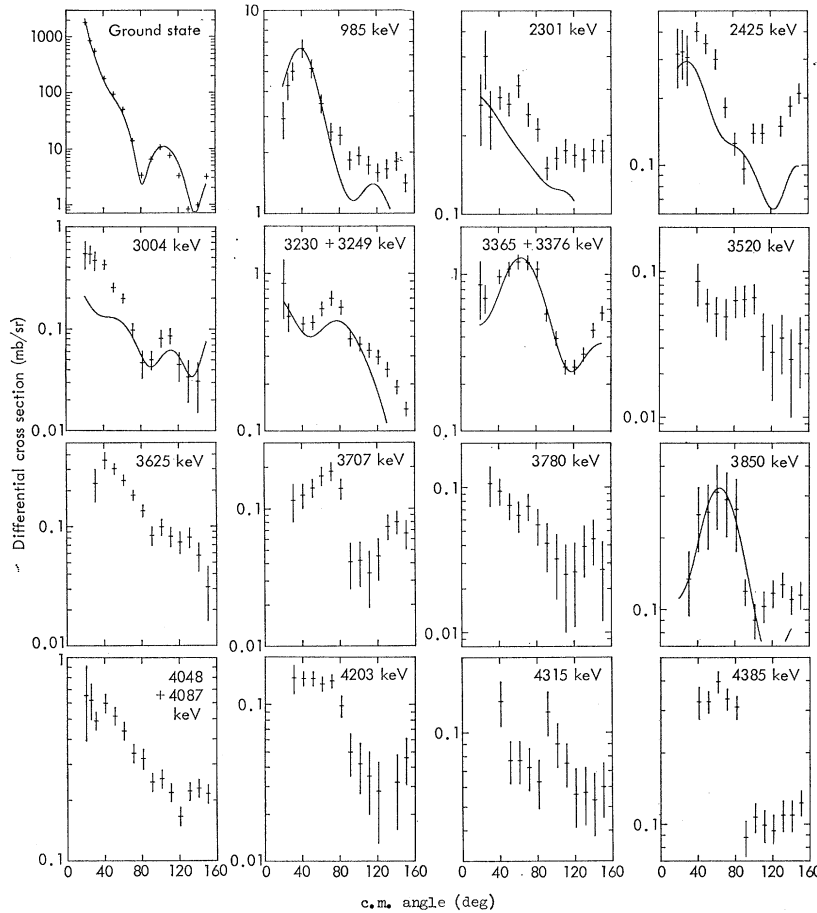 Ground state
985 keV
2301 keV
2425 keV
1000
100
10
1
10
1
0.1
0.1
3004 keV
3230 + 3249 keV
3365 + 3376 keV
3520 keV
1
0.1
0.01
1
0.1
1.0
0.1
0.1
0.01
3625 keV
3707 keV
3780 keV
3850 keV
0.1
0.01
0.1
0.01
0.1
0.01
0.1
4048
+ 4087
keV
4203 keV
4315 keV
4385 keV
1
0.1
0.1
0.01
0.1
0.1
0 40 80 120 160
0 40 80 120 160
0 40 80 120 160
0 40 80 120 160
Differential cross section (mb/sr)
c.m. angle (deg)